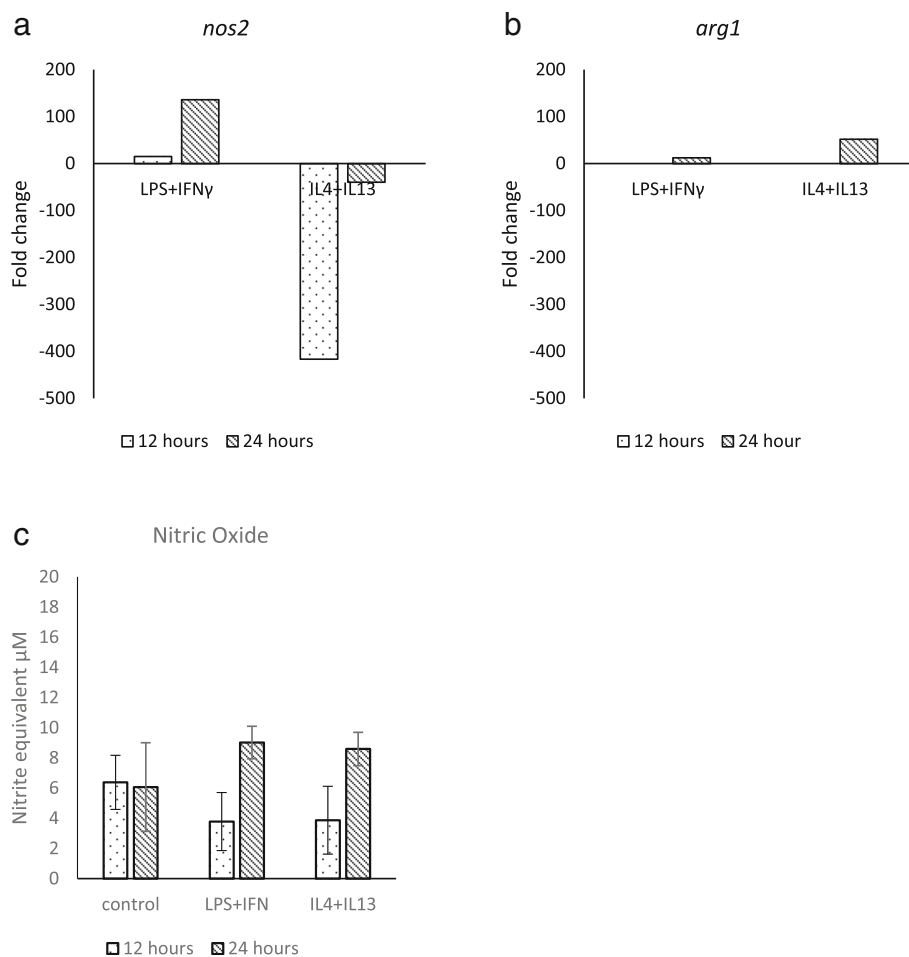 a
nos2
200
100
0
-100
-200
-300
-400
-500
Fold change
LPS+IFNγ
IL4+IL13
12 hours
24 hours
b
arg1
200
100
0
-100
-200
-300
-400
-500
Fold change
LPS+IFNγ
IL4+IL13
12 hours
24 hour
c
Nitric Oxide
20
18
16
14
12
10
8
6
4
2
0
Nitrite equivalent µM
control
LPS+IFN
IL4+IL13
12 hours
24 hours